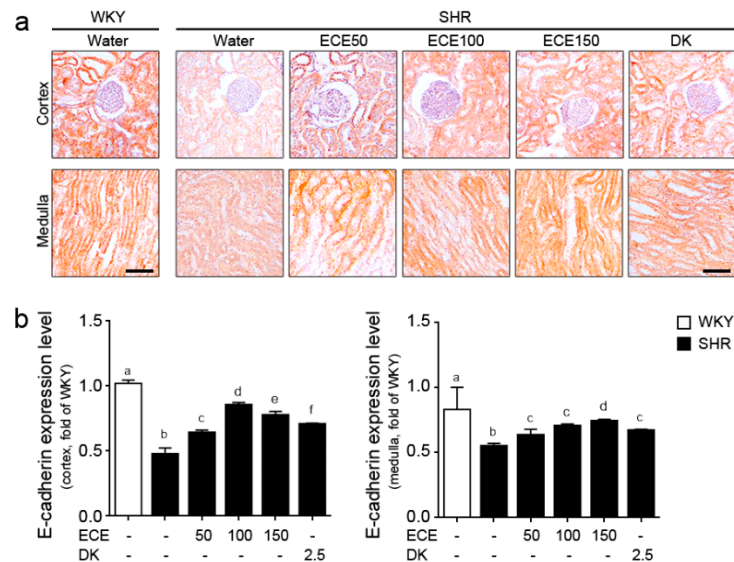 a
WKY SHR
Water Water ECE50 ECE100 ECE150 DK
Cortex
Medulla
b
E-cadherin expression level
(cortex, fold of WKY)
1.5
1.0
0.5
0.0
a b c d e f
ECE - - 50 100 150 -
DK - - - - - 2.5
E-cadherin expression level
(medulla, fold of WKY)
1.5
1.0
0.5
0.0
a b c c d c
ECE - - 50 100 150 -
DK - - - - - 2.5
WKY
SHR